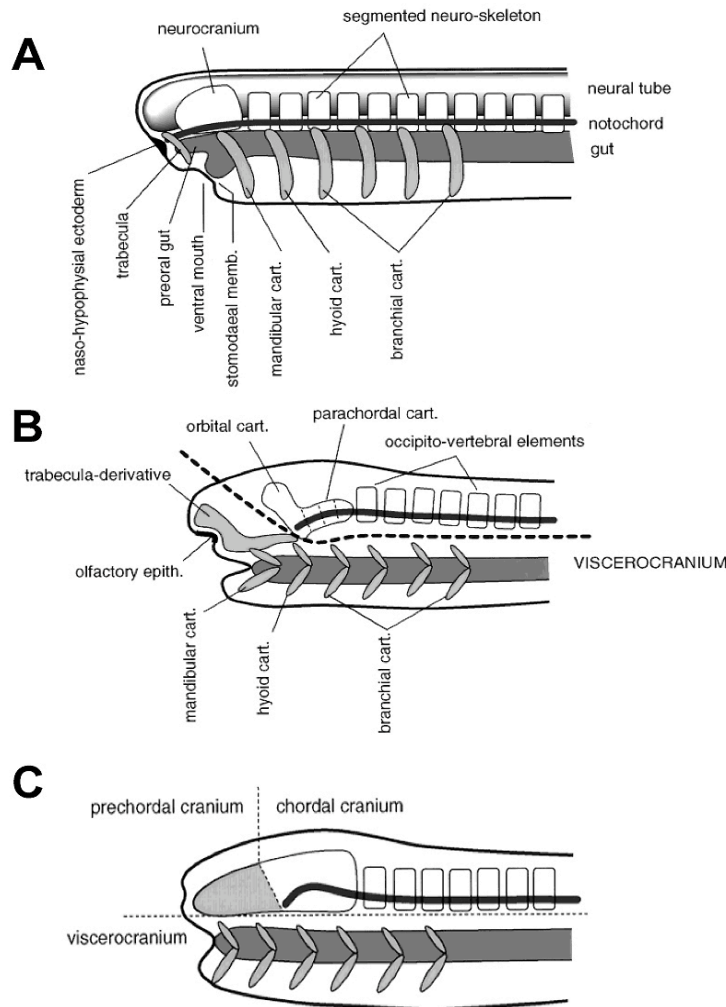 A
neurocranium
segmented neuro-skeleton
neural tube
notochord
gut
naso-hypophysial ectoderm
trabecula
preoral gut
ventral mouth
stomodaeal memb.
mandibular cart.
hyoid cart.
branchial cart.
B
orbital cart.
parachordal cart.
occipito-vertebral elements
trabecula-derivative
olfactory epith.
VISCEROCRANIUM
mandibular cart.
hyoid cart.
branchial cart.
C
prechordal cranium
chordal cranium
viscerocranium